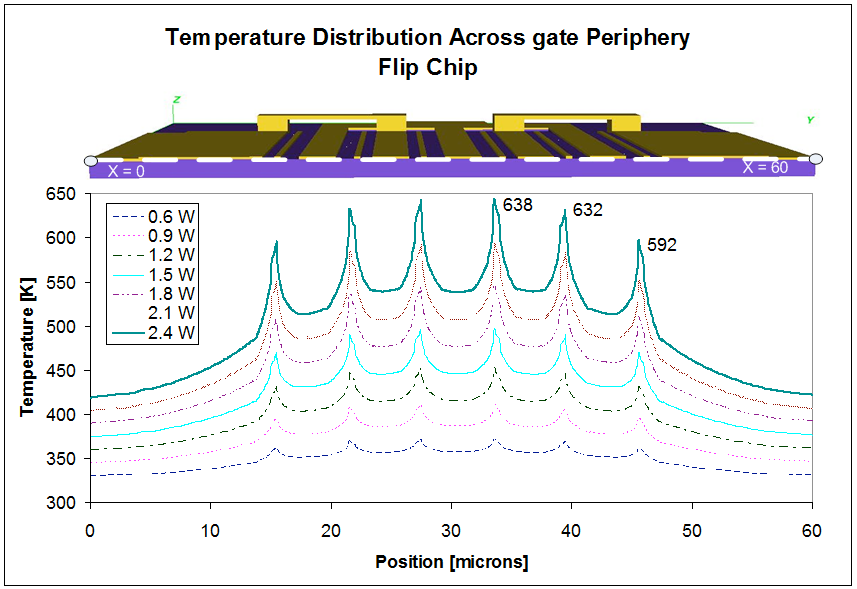 Temperature Distribution Across gate Periphery
Flip Chip
Z
Y
X = 0
X = 60
650
600
550
500
450
400
350
300
Temperature [K]
0.6 W
0.9 W
1.2 W
1.5 W
1.8 W
2.1 W
2.4 W
638
632
592
0
10
20
30
40
50
60
Position [microns]